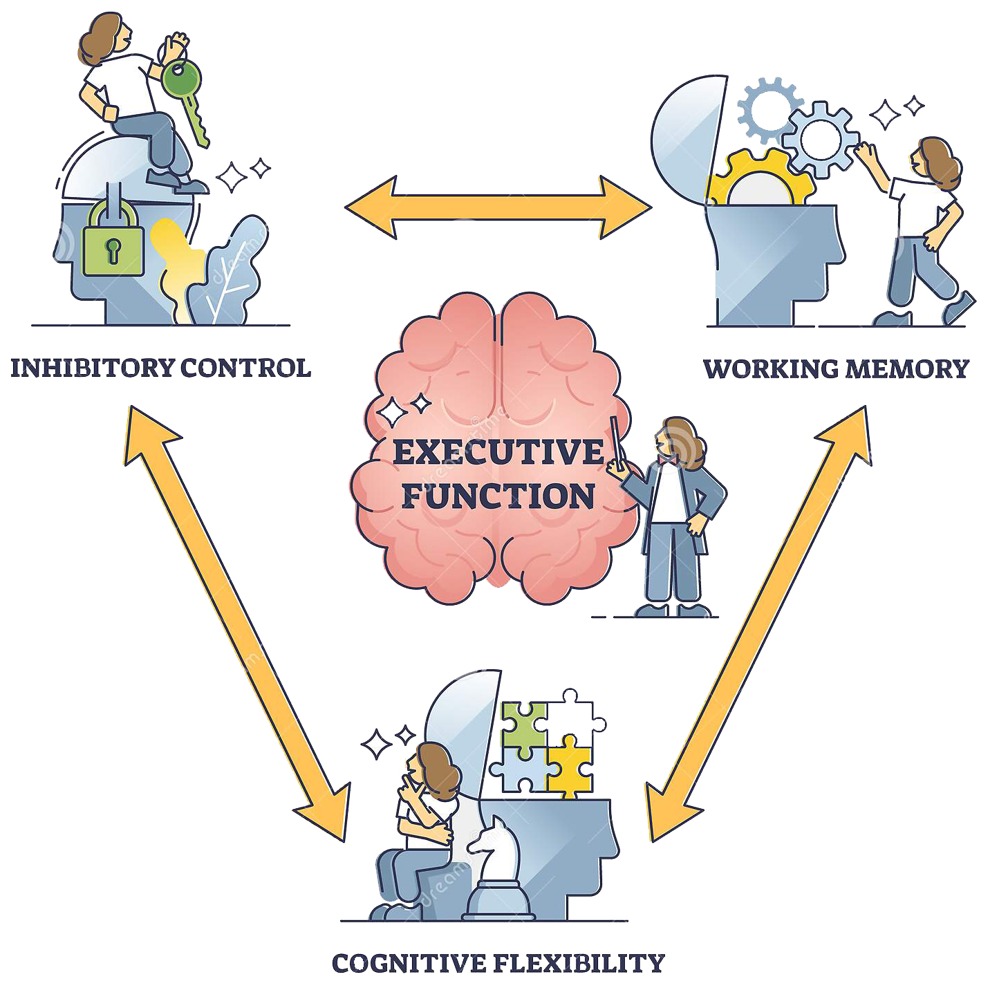 INHIBITORY CONTROL
WORKING MEMORY
EXECUTIVE
FUNCTION
COGNITIVE FLEXIBILITY